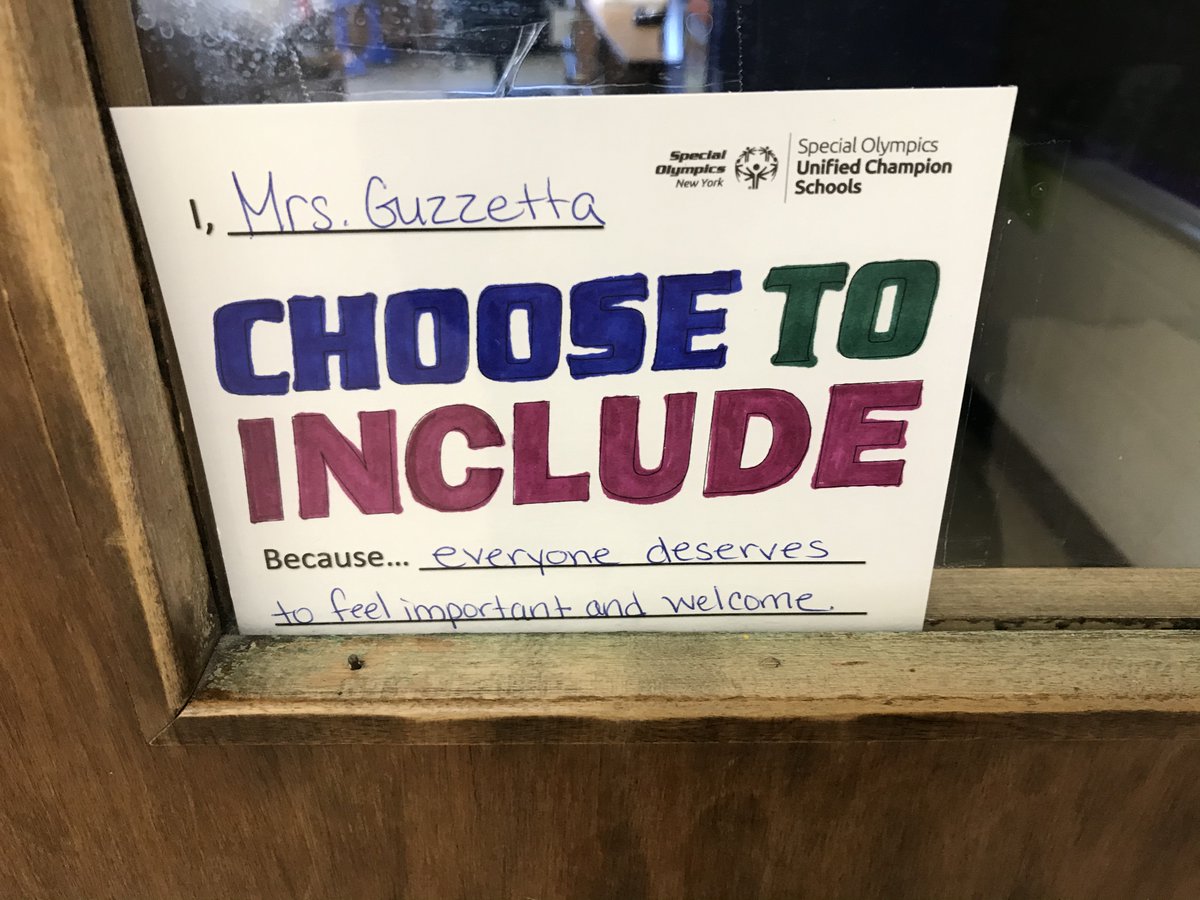 Special
Olympics
New York
Special Olympics
Unified Champion
Schools
I, Mrs. Guzzetta
CHOOSE TO
INCLUDE
Because... everyone deserves
to feel important and welcome.